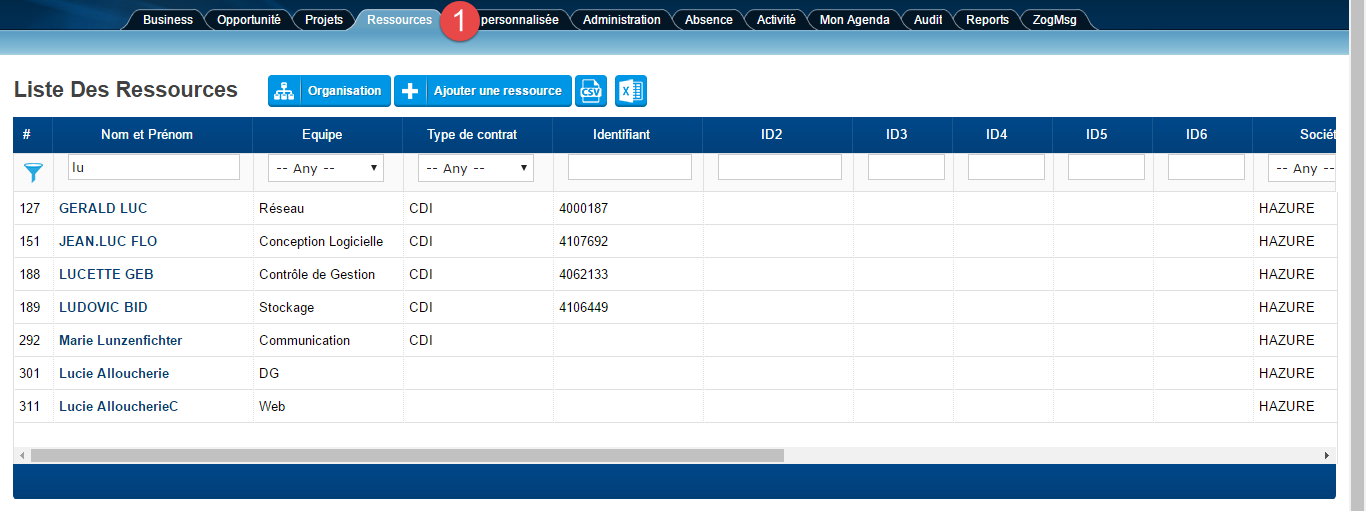 Business Opportunité Projets Ressources 1 personnalisée Administration Absence Activité Mon Agenda Audit Reports ZogMsg
Liste Des Ressources Organisation Ajouter une ressource CSV X
# Nom et Prénom Equipe Type de contrat Identifiant ID2 ID3 ID4 ID5 ID6 Sociét
lu -- Any -- -- Any -- -- Any --
127 GERALD LUC Réseau CDI 4000187 HAZURE
151 JEAN.LUC FLO Conception Logicielle CDI 4107692 HAZURE
188 LUCETTE GEB Contrôle de Gestion CDI 4062133 HAZURE
189 LUDOVIC BID Stockage CDI 4106449 HAZURE
292 Marie Lunzenfichter Communication CDI HAZURE
301 Lucie Alloucherie DG HAZURE
311 Lucie AlloucherieC Web HAZURE